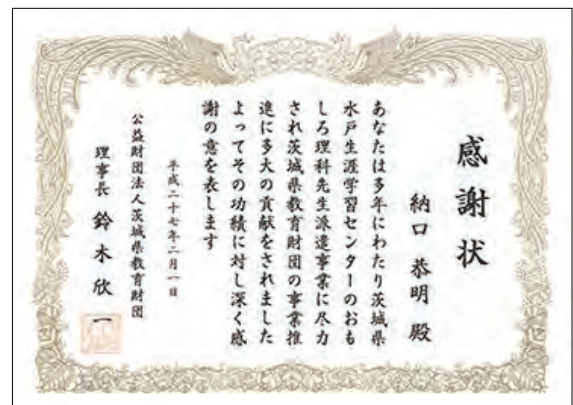 感謝状
納口恭明 殿
あなたは多年にわたり茨城県
水戸生涯学習センターのおも
しろ理科先生派遣事業に尽力
され茨城県教育財団の事業推
進に多大の貢献をされました
よってその功績に対し深く感
謝の意を表します
平成二十七年二月一日
公益財団法人茨城県教育財団
理事長 鈴木欣一